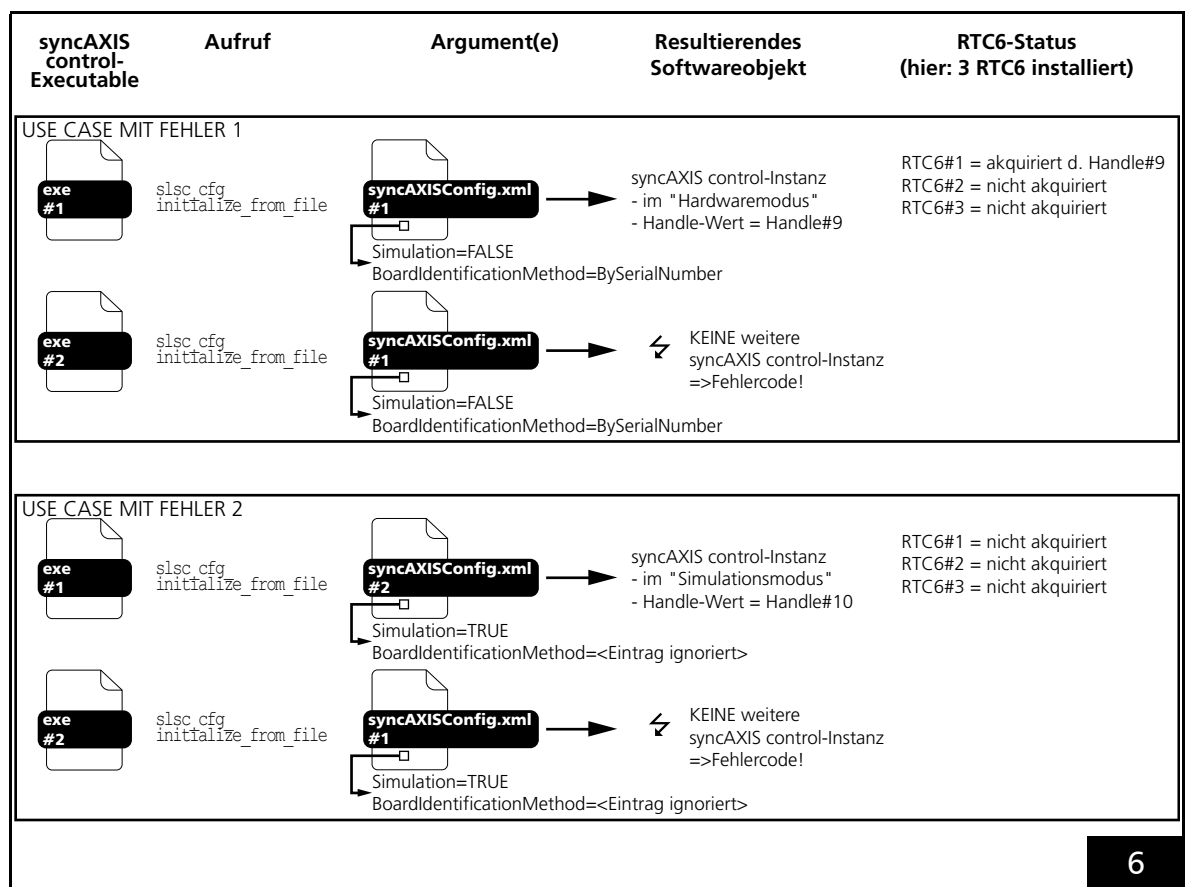 syncAXIS control-Executable
Aufruf
Argument(e)
Resultierendes Softwareobjekt
RTC6-Status
(hier: 3 RTC6 installiert)
USE CASE MIT FEHLER 1
exe
#1
slsc_cfg_
initialize_from_file
syncAXISConfig.xml
#1
Simulation=FALSE
BoardIdentificationMethod=BySerialNumber
syncAXIS control-Instanz
- im "Hardwaremodus"
- Handle-Wert = Handle#9
RTC6#1 = akquiriert d. Handle#9
RTC6#2 = nicht akquiriert
RTC6#3 = nicht akquiriert
exe
#2
slsc_cfg_
initialize_from_file
syncAXISConfig.xml
#1
Simulation=FALSE
BoardIdentificationMethod=BySerialNumber
KEINE weitere
syncAXIS control-Instanz
=>Fehlercode!
USE CASE MIT FEHLER 2
exe
#1
slsc_cfg_
initialize_from_file
syncAXISConfig.xml
#2
Simulation=TRUE
BoardIdentificationMethod=<Eintrag ignoriert>
syncAXIS control-Instanz
- im "Simulationsmodus"
- Handle-Wert = Handle#10
RTC6#1 = nicht akquiriert
RTC6#2 = nicht akquiriert
RTC6#3 = nicht akquiriert
exe
#2
slsc_cfg_
initialize_from_file
syncAXISConfig.xml
#1
Simulation=TRUE
BoardIdentificationMethod=<Eintrag ignoriert>
KEINE weitere
syncAXIS control-Instanz
=>Fehlercode!
6